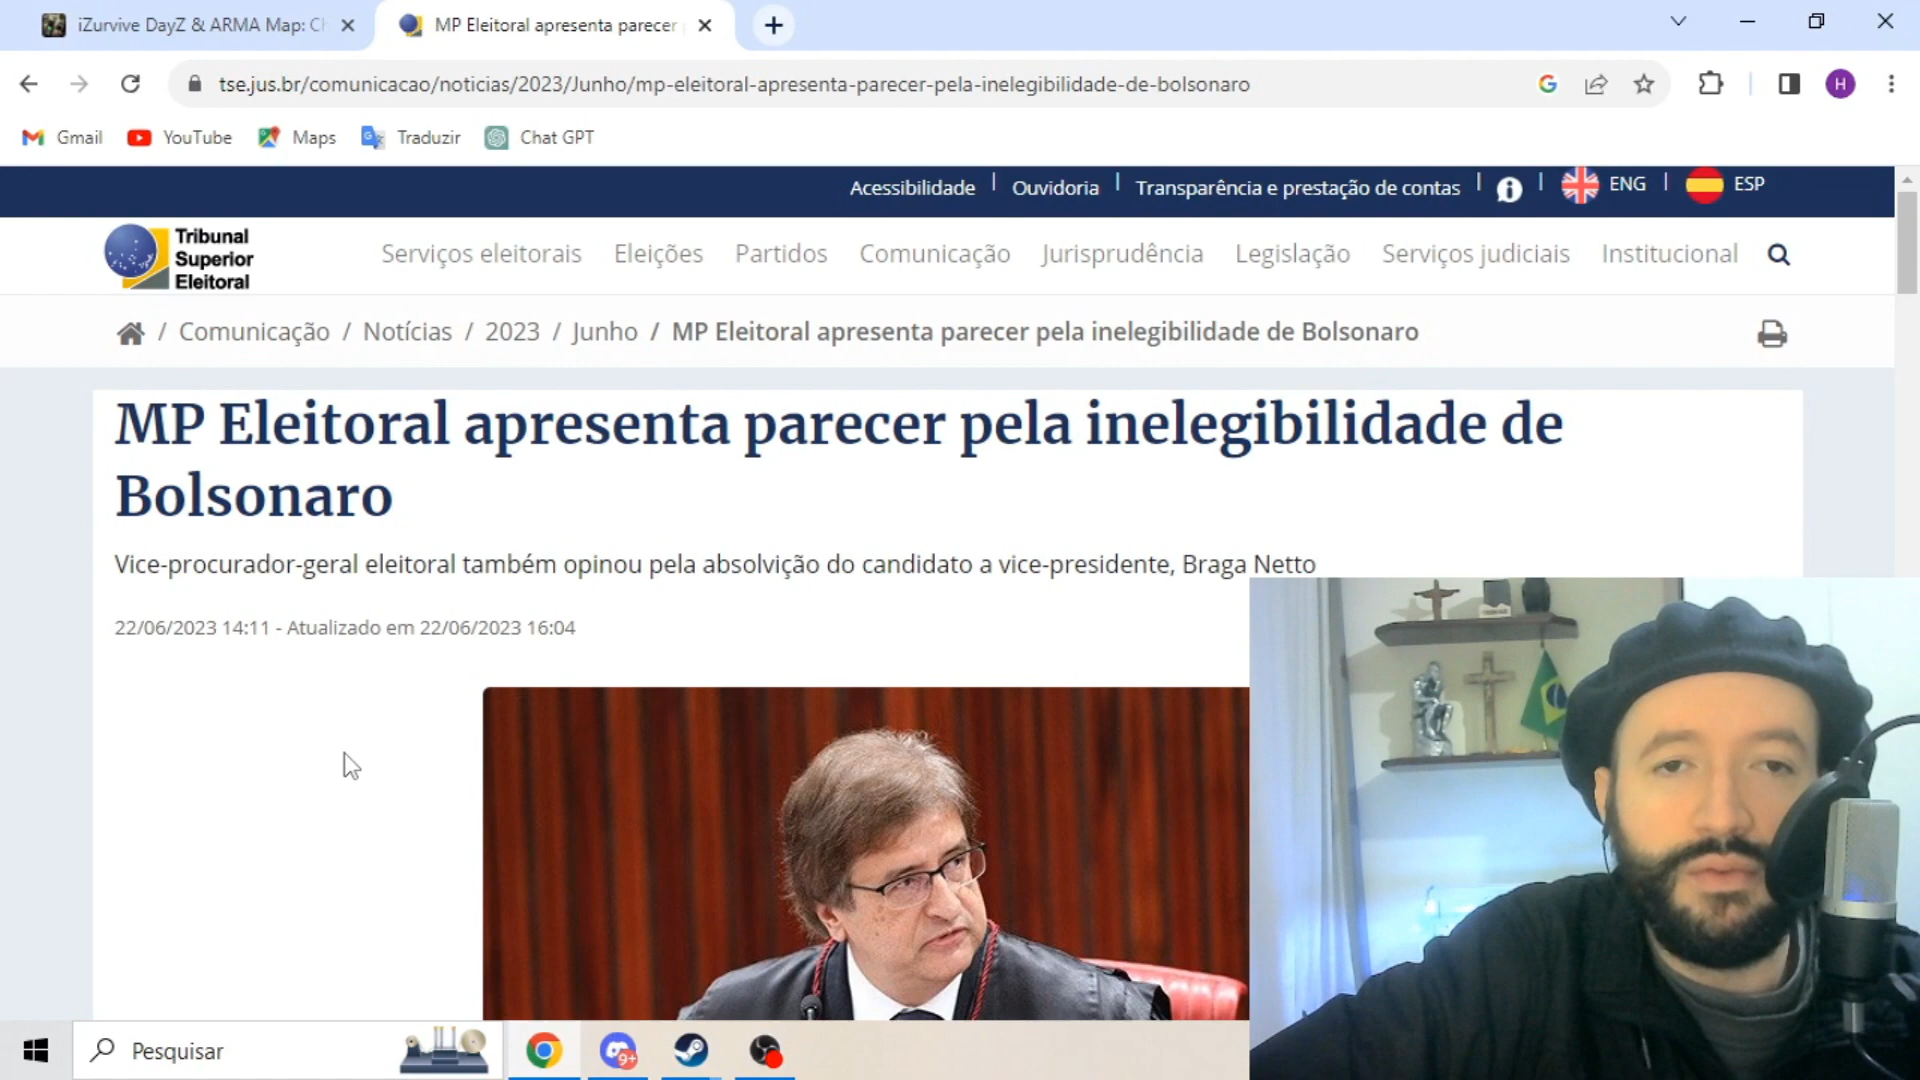 iZurvive DayZ & ARMA Map: Ch
MP Eleitoral apresenta parecer
tse.jus.br/comunicacao/noticias/2023/Junho/mp-eleitoral-apresenta-parecer-pela-inelegibilidade-de-bolsonaro
H
Gmail YouTube Maps Traduzir Chat GPT
Acessibilidade Ouvidoria Transparência e prestação de contas ENG ESP
Tribunal
Superior
Eleitoral
Serviços eleitorais Eleições Partidos Comunicação Jurisprudência Legislação Serviços judiciais Institucional
/ Comunicação / Notícias / 2023 / Junho / MP Eleitoral apresenta parecer pela inelegibilidade de Bolsonaro
MP Eleitoral apresenta parecer pela inelegibilidade de
Bolsonaro
Vice-procurador-geral eleitoral também opinou pela absolvição do candidato a vice-presidente, Braga Netto
22/06/2023 14:11 - Atualizado em 22/06/2023 16:04
Pesquisar
9+